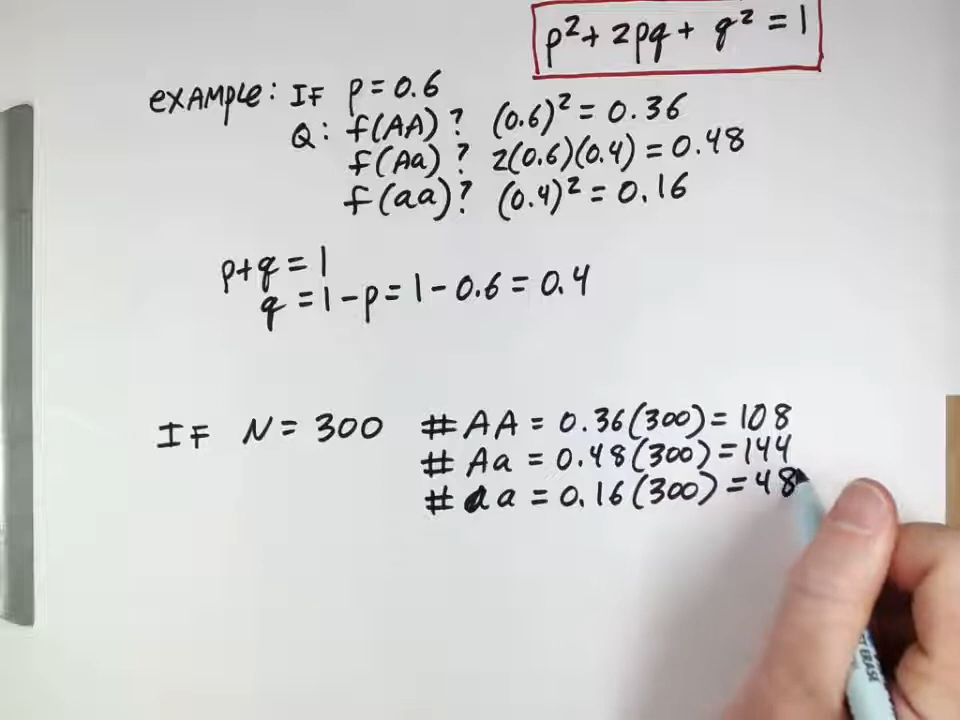 p² + 2pq + q² = 1
EXAMPLE: IF p = 0.6
Q: f(AA)? (0.6)² = 0.36
f(Aa)? 2(0.6)(0.4) = 0.48
f(aa)? (0.4)² = 0.16
p+q = 1
q = 1 - p = 1 - 0.6 = 0.4
IF N = 300 # AA = 0.36(300) = 108
# Aa = 0.48(300) = 144
# aa = 0.16(300) = 48